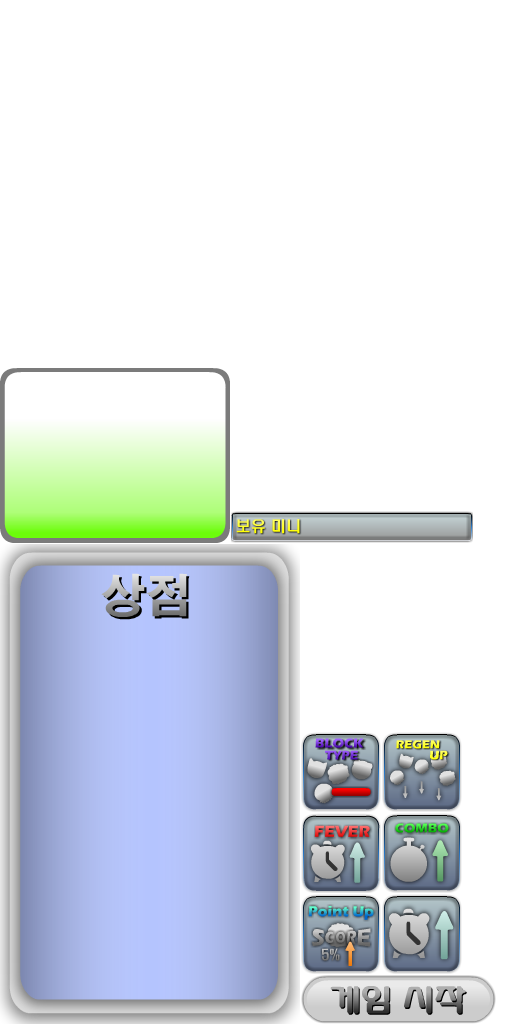 보유 미니
상점
BLOCK
TYPE
REGEN
UP
FEVER
COMBO
Point Up
SCORE
5%
게임 시작